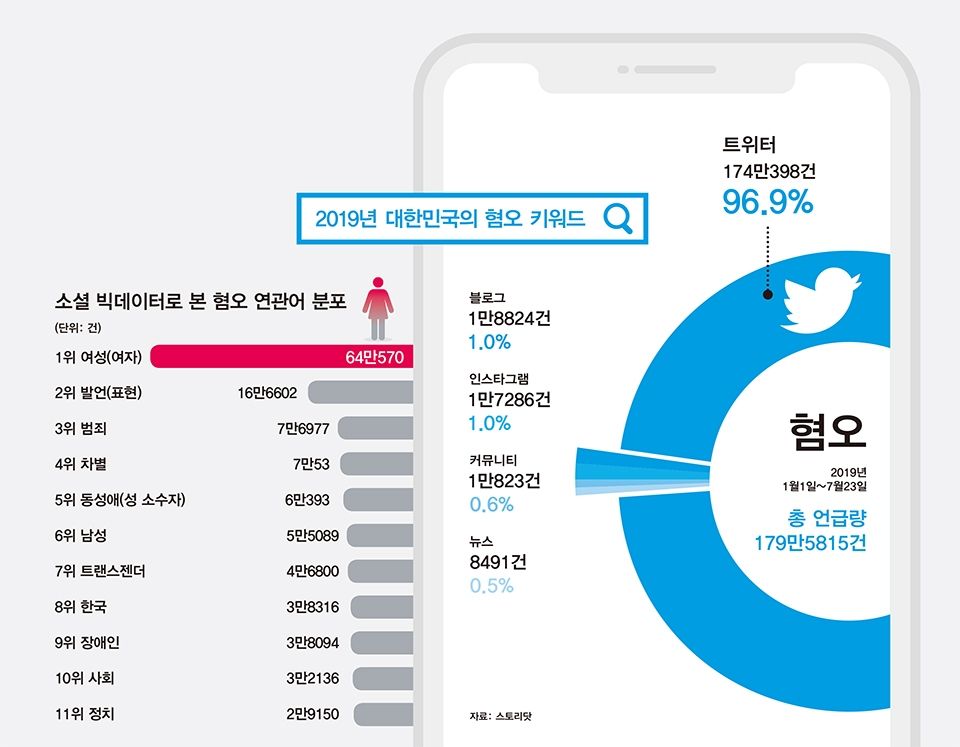 2019년 대한민국의 혐오 키워드
소셜 빅데이터로 본 혐오 연관어 분포
(단위: 건)
1위 여성(여자) 64만570
2위 발언(표현) 16만6602
3위 범죄 7만6977
4위 차별 7만53
5위 동성애(성 소수자) 6만393
6위 남성 5만5089
7위 트랜스젠더 4만6800
8위 한국 3만8316
9위 장애인 3만8094
10위 사회 3만2136
11위 정치 2만9150
트위터
174만398건
96.9%
블로그
1만8824건
1.0%
인스타그램
1만7286건
1.0%
커뮤니티
1만823건
0.6%
뉴스
8491건
0.5%
혐오
2019년
1월1일~7월23일
총 언급량
179만5815건
자료: 스토리닷